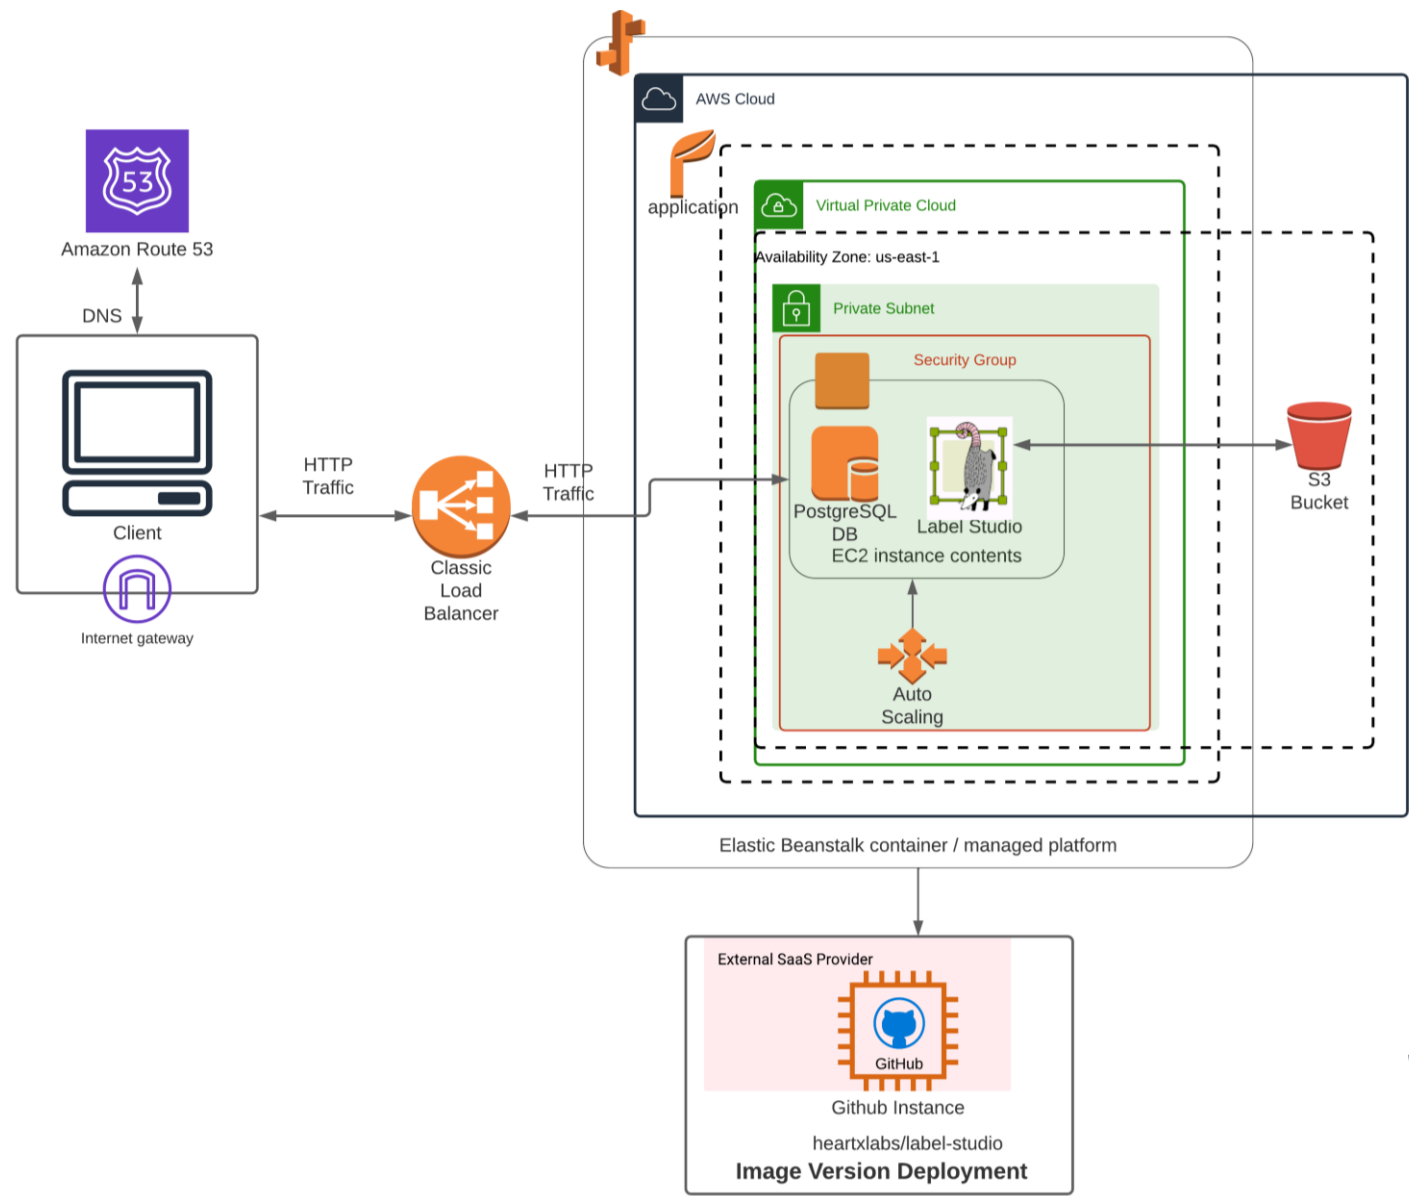 AWS Cloud
53
Amazon Route 53
DNS
application
Virtual Private Cloud
Availability Zone: us-east-1
Private Subnet
Security Group
Client
Internet gateway
HTTP
Traffic
Classic
Load
Balancer
HTTP
Traffic
PostgreSQL
DB
Label Studio
EC2 instance contents
S3
Bucket
Auto
Scaling
Elastic Beanstalk container / managed platform
External SaaS Provider
GitHub
Github Instance
heartxlabs/label-studio
Image Version Deployment